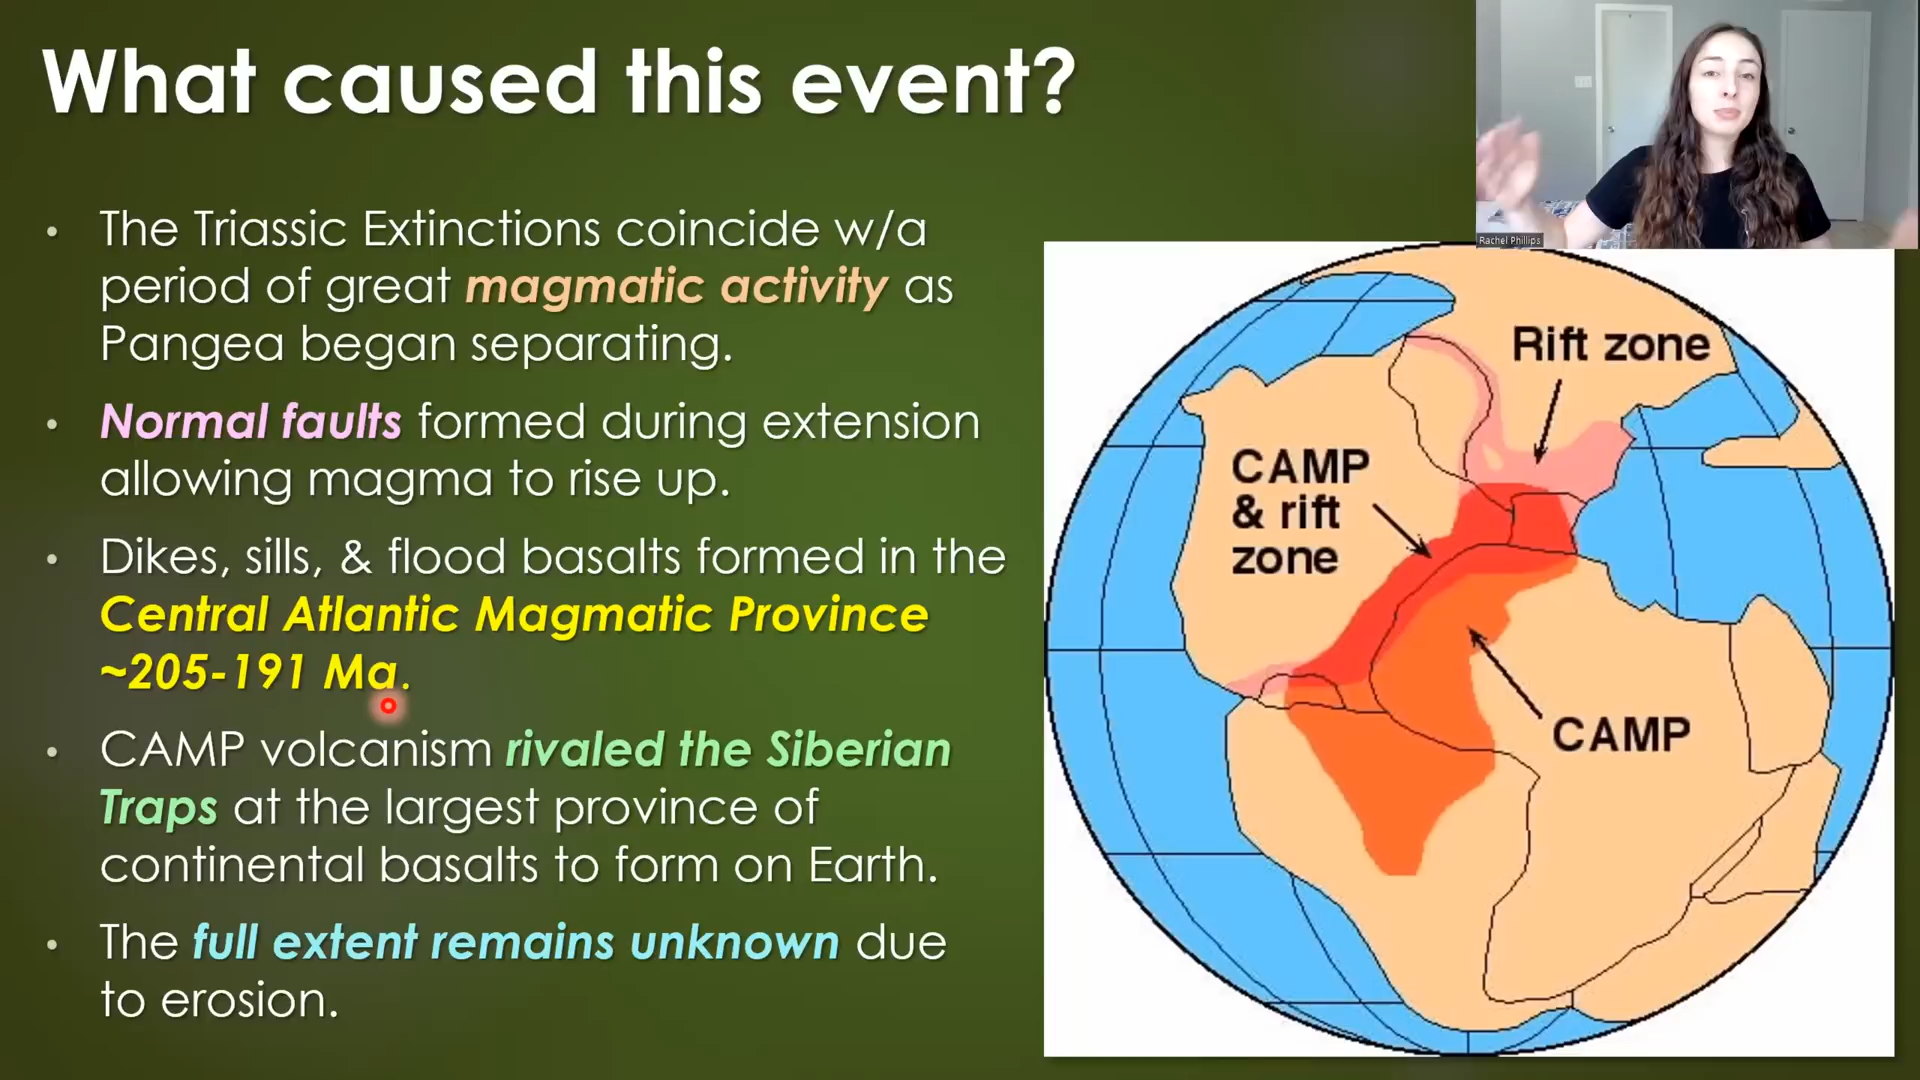 What caused this event?
• The Triassic Extinctions coincide w/a
period of great magmatic activity as
Pangea began separating.
• Normal faults formed during extension
allowing magma to rise up.
• Dikes, sills, & flood basalts formed in the
Central Atlantic Magmatic Province
~205-191 Ma.
• CAMP volcanism rivaled the Siberian
Traps at the largest province of
continental basalts to form on Earth.
• The full extent remains unknown due
to erosion.
Rachel Phillips
Rift zone
CAMP
& rift
zone
CAMP